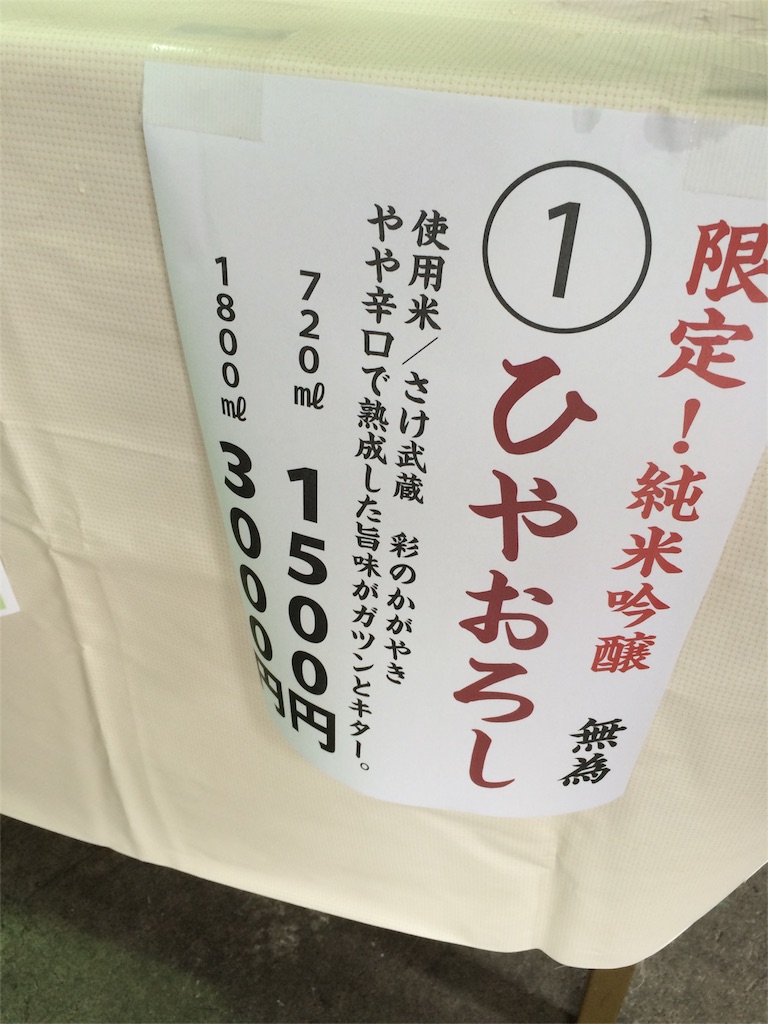 限定！純米吟醸 無為
①ひやおろし
使用米／さけ武蔵 彩のかがやき
やや辛口で熟成した旨味がガツンとキター。
720㎖ 1500円
1800㎖ 3000円